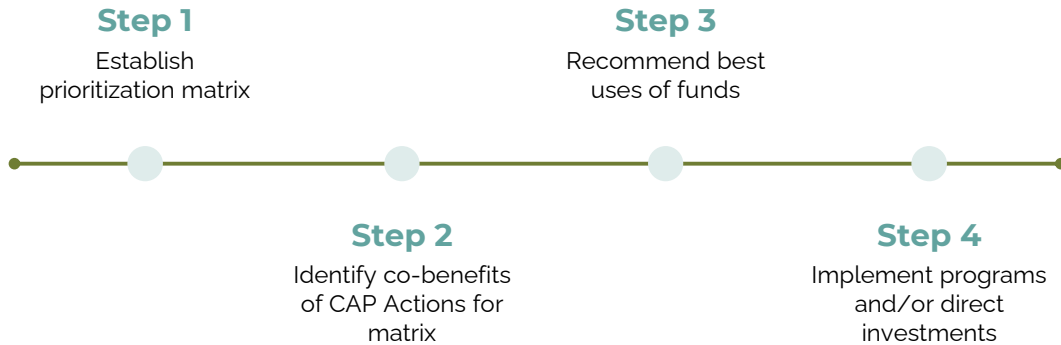 Step 1
Establish
prioritization matrix
Step 2
Identify co-benefits
of CAP Actions for
matrix
Step 3
Recommend best
uses of funds
Step 4
Implement programs
and/or direct
investments